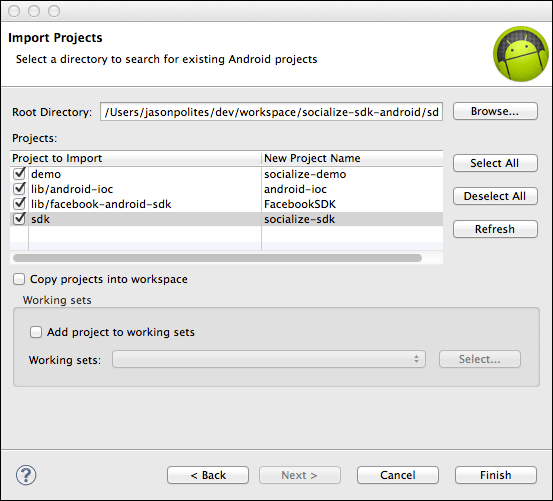 Import Projects
Select a directory to search for existing Android projects
Root Directory: /Users/jasonpolites/dev/workspace/socialize-sdk-android/sd Browse...
Projects:
Project to Import New Project Name
demo socialize-demo
lib/android-ioc android-ioc
lib/facebook-android-sdk FacebookSDK
sdk socialize-sdk
Select All
Deselect All
Refresh
Copy projects into workspace
Working sets
Add project to working sets
Working sets: Select...
? < Back Next > Cancel Finish